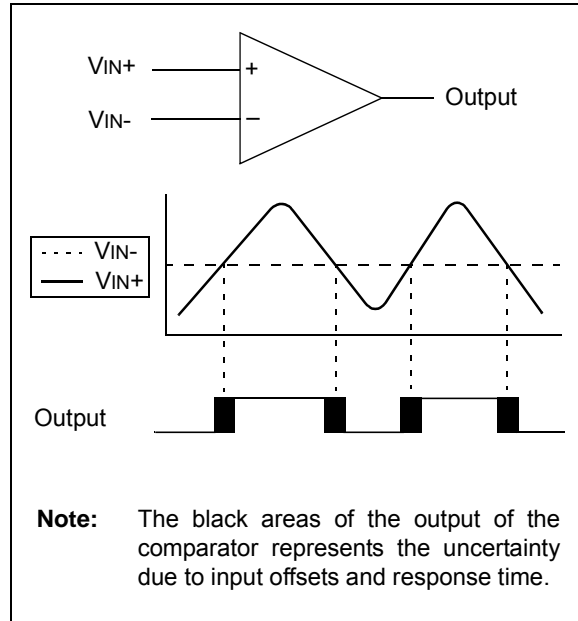 VIN+
+
VIN-
−
Output
VIN-
VIN+
Output
Note: The black areas of the output of the
comparator represents the uncertainty
due to input offsets and response time.